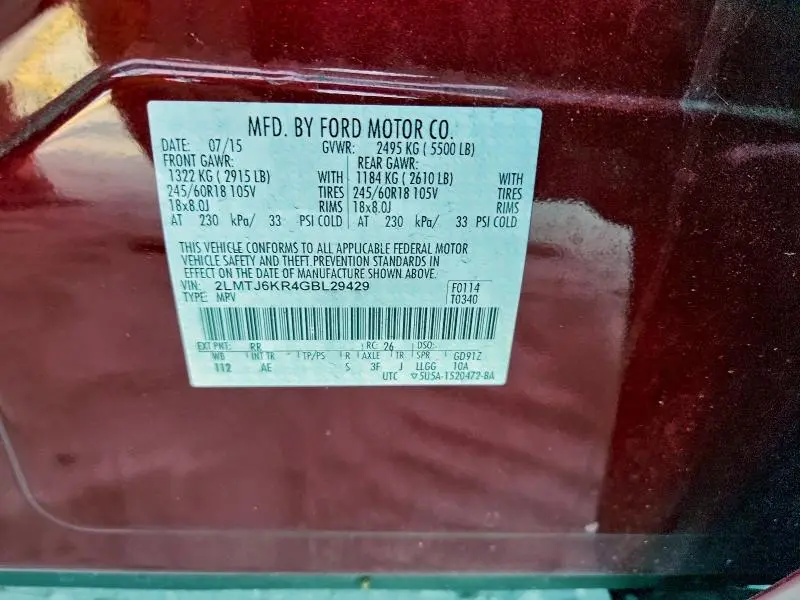 MFD. BY FORD MOTOR CO.
DATE: 07/15 GVWR: 2495 KG ( 5500 LB)
FRONT GAWR: REAR GAWR:
1322 KG ( 2915 LB) WITH 1184 KG ( 2610 LB) WITH
245/60R18 105V TIRES 245/60R18 105V TIRES
18x8.0J RIMS 18x8.0J RIMS
AT 230 kPa/ 33 PSI COLD AT 230 kPa/ 33 PSI COLD
THIS VEHICLE CONFORMS TO ALL APPLICABLE FEDERAL MOTOR
VEHICLE SAFETY AND THEFT PREVENTION STANDARDS IN
EFFECT ON THE DATE OF MANUFACTURE SHOWN ABOVE.
VIN: 2LMTJ6KR4GBL29429 F0114
TYPE: MPV T0340
EXT PNT: RR RC: 26 DSO:
WB INT TR TP/PS R AXLE TR SPR GD91Z
112 AE S 3F J LLGG 10A
UTC ▽5U5A-1520472-BA